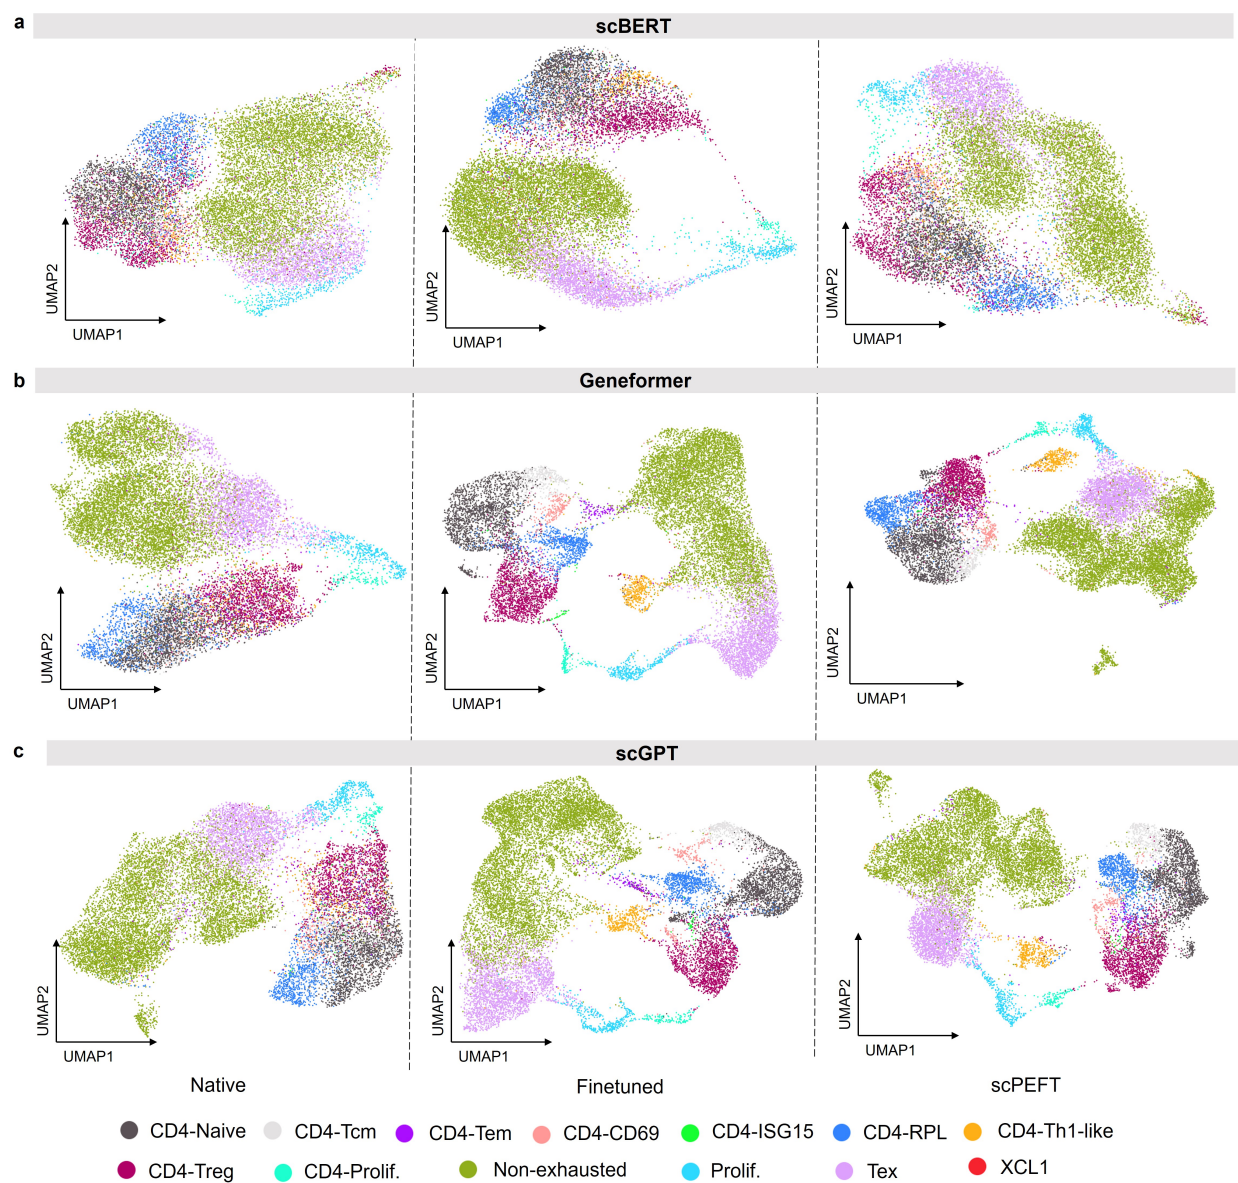 a scBERT
UMAP2
UMAP1
UMAP2
UMAP1
UMAP2
UMAP1
b Geneformer
UMAP2
UMAP1
UMAP2
UMAP1
UMAP2
UMAP1
c scGPT
UMAP2
UMAP1
UMAP2
UMAP1
UMAP2
UMAP1
Native Finetuned scPEFT
CD4-Naive CD4-Tcm CD4-Tem CD4-CD69 CD4-ISG15 CD4-RPL CD4-Th1-like
CD4-Treg CD4-Prolif. Non-exhausted Prolif. Tex XCL1